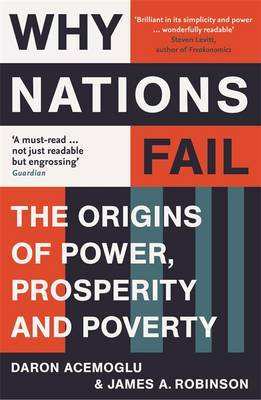 WHY
'Brilliant in its simplicity and power
... wonderfully readable'
Steven Levitt,
author of Freakonomics
NATIONS
'A must-read ...
not just readable
but engrossing'
Guardian
FAIL
THE ORIGINS
OF POWER,
PROSPERITY
AND POVERTY
DARON ACEMOGLU
& JAMES A. ROBINSON